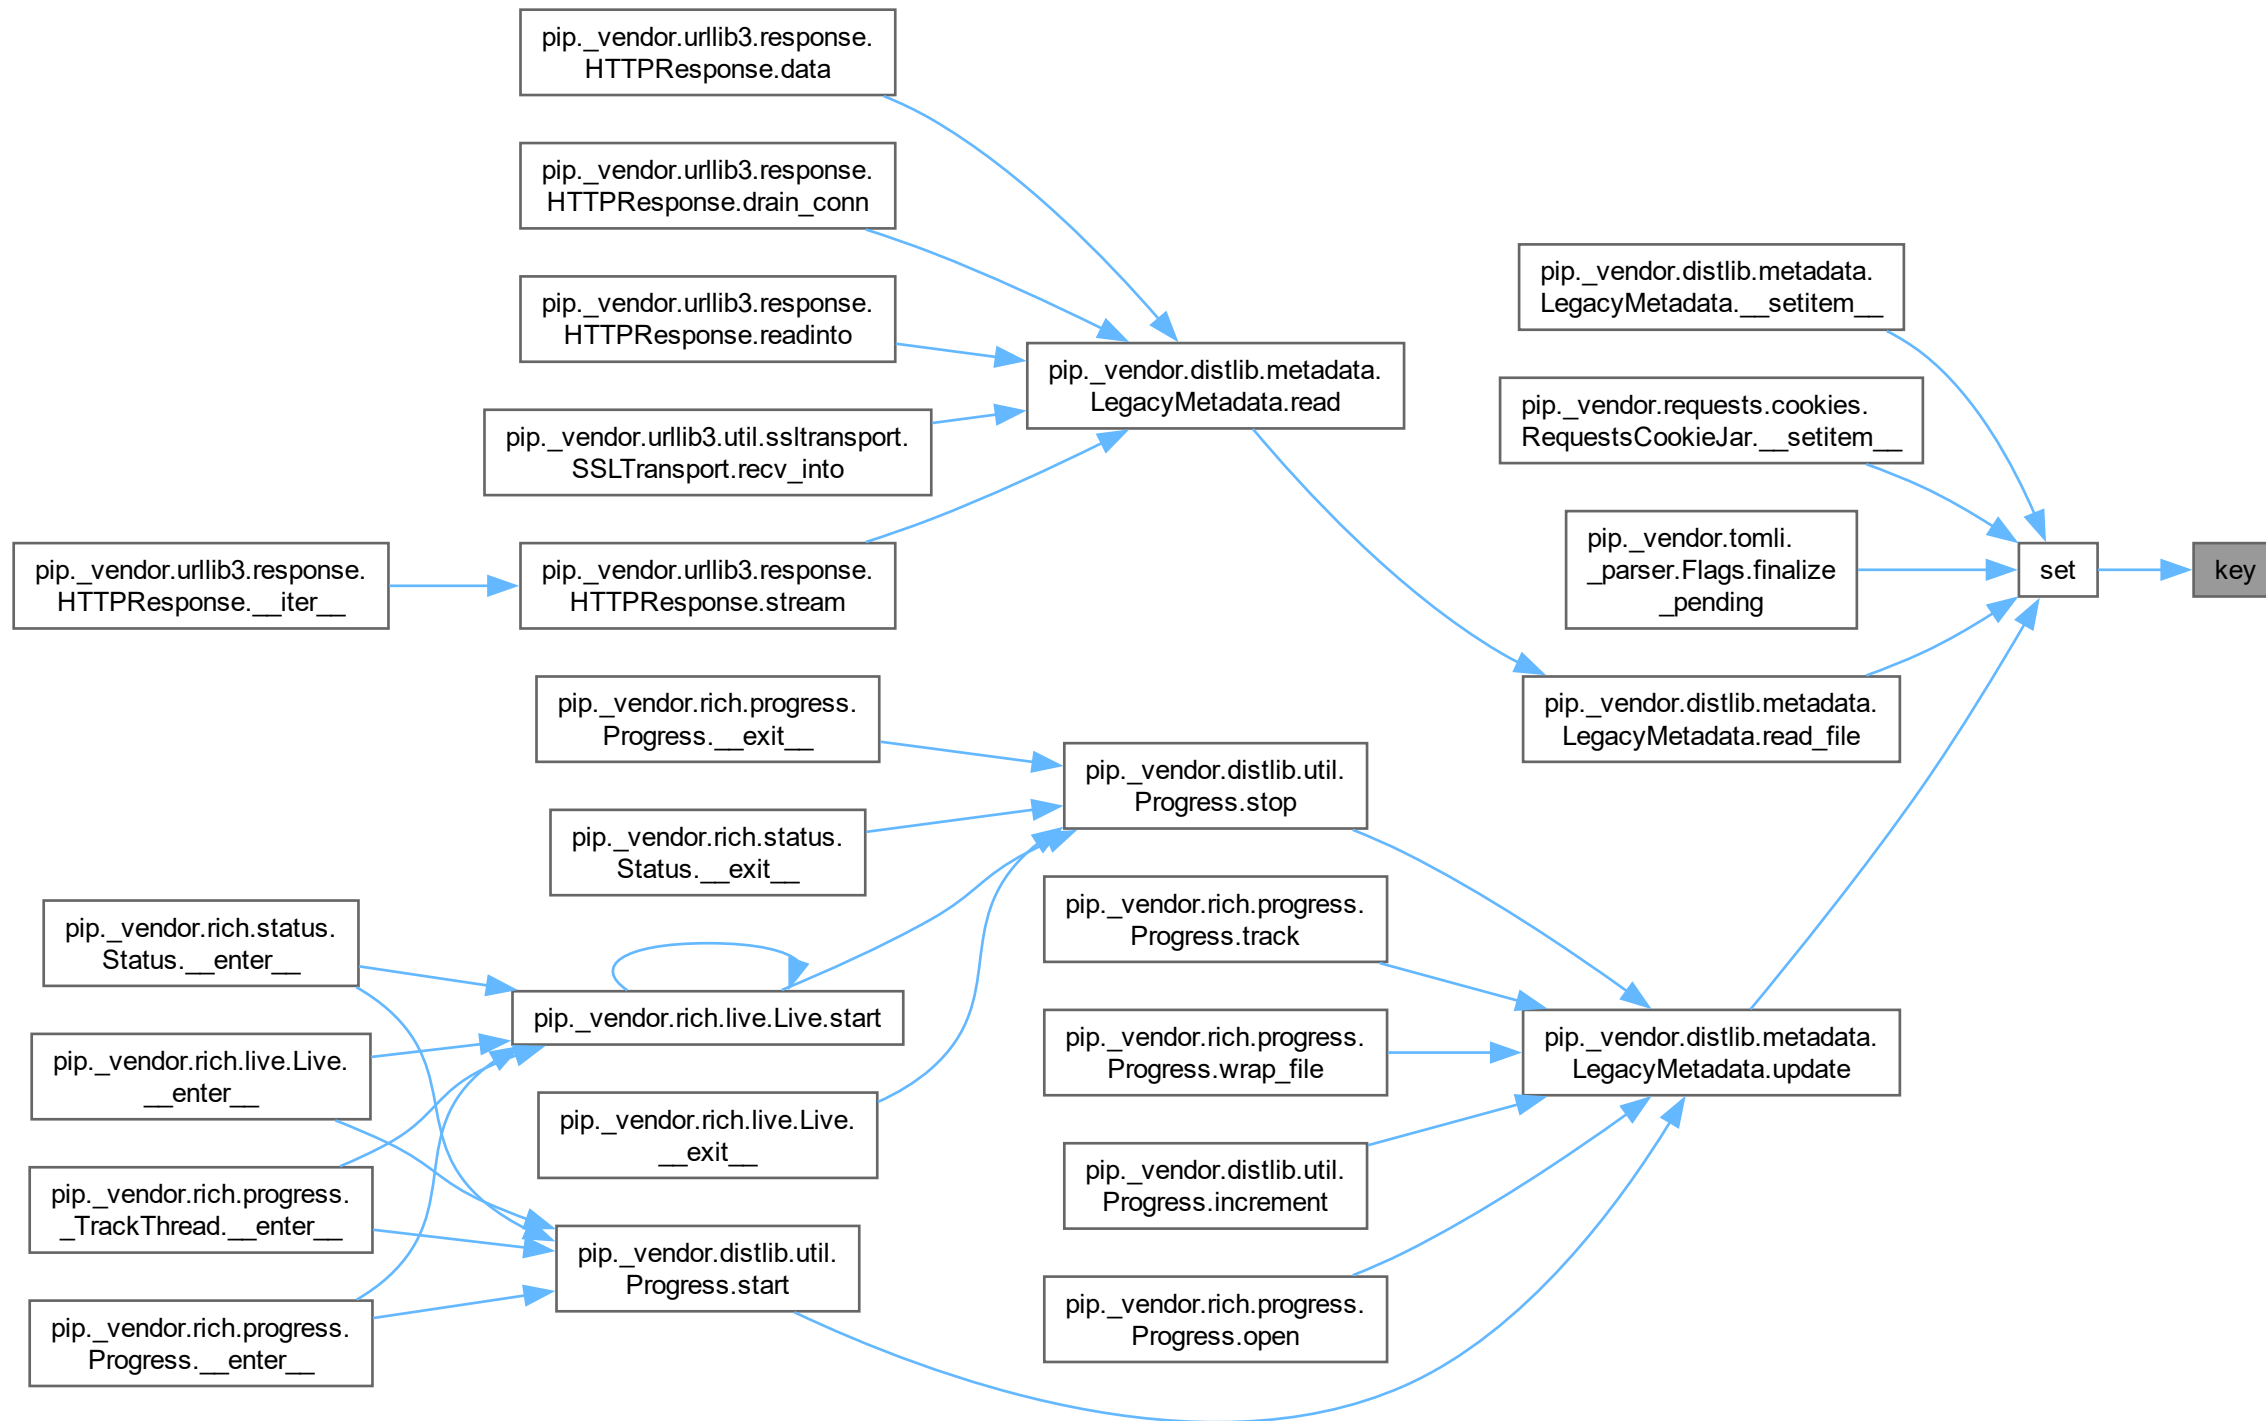 pip._vendor.urllib3.response.
HTTPResponse.data
pip._vendor.urllib3.response.
HTTPResponse.drain_conn
pip._vendor.urllib3.response.
HTTPResponse.readinto
pip._vendor.urllib3.util.ssltransport.
SSLTransport.recv_into
pip._vendor.urllib3.response.
HTTPResponse.__iter__
pip._vendor.urllib3.response.
HTTPResponse.stream
pip._vendor.distlib.metadata.
LegacyMetadata.read
pip._vendor.distlib.metadata.
LegacyMetadata.__setitem__
pip._vendor.requests.cookies.
RequestsCookieJar.__setitem__
pip._vendor.tomli.
_parser.Flags.finalize
_pending
set
key
pip._vendor.distlib.metadata.
LegacyMetadata.read_file
pip._vendor.rich.progress.
Progress.__exit__
pip._vendor.rich.status.
Status.__exit__
pip._vendor.distlib.util.
Progress.stop
pip._vendor.rich.progress.
Progress.track
pip._vendor.rich.status.
Status.__enter__
pip._vendor.rich.live.Live.start
pip._vendor.rich.live.Live.
__enter__
pip._vendor.rich.progress.
Progress.wrap_file
pip._vendor.distlib.metadata.
LegacyMetadata.update
pip._vendor.rich.live.Live.
__exit__
pip._vendor.distlib.util.
Progress.increment
pip._vendor.rich.progress.
_TrackThread.__enter__
pip._vendor.distlib.util.
Progress.start
pip._vendor.rich.progress.
Progress.open
pip._vendor.rich.progress.
Progress.__enter__